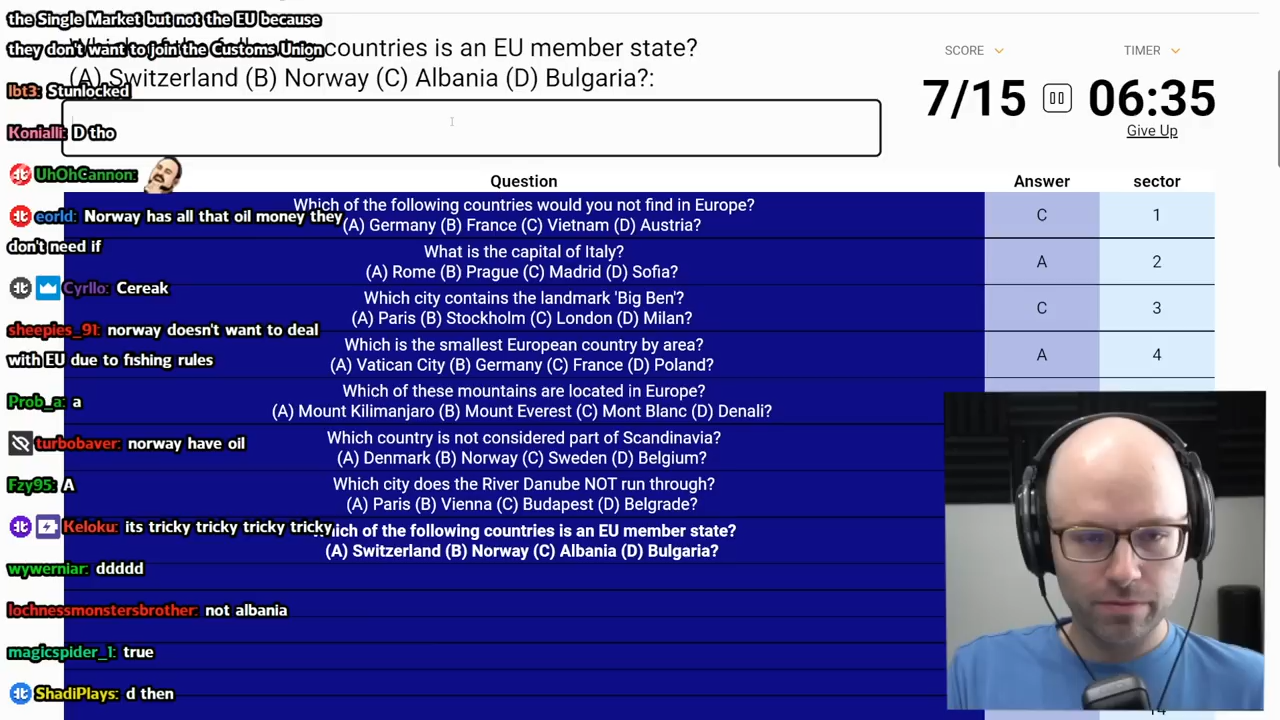 the Single Market but not the EU because
they don't want to join the Customs Union
lbt3: Stunlocked
Konialli: D tho
UhOhCannon:
eorld: Norway has all that oil money they
don't need if
Cyrllo: Cereak
sheepies_91: norway doesn't want to deal
with EU due to fishing rules
Prob_a: a
turbobaver: norway have oil
Fzy95: A
Keloku: its tricky tricky tricky tricky
wywerniar: ddddd
lochnessmonstersbrother: not albania
magicspider_1: true
ShadiPlays: d then
Which of the following countries is an EU member state?
(A) Switzerland (B) Norway (C) Albania (D) Bulgaria?:
SCORE
7/15
TIMER
06:35
Give Up
Question Answer sector
Which of the following countries would you not find in Europe?
(A) Germany (B) France (C) Vietnam (D) Austria?
C 1
What is the capital of Italy?
(A) Rome (B) Prague (C) Madrid (D) Sofia?
A 2
Which city contains the landmark 'Big Ben'?
(A) Paris (B) Stockholm (C) London (D) Milan?
C 3
Which is the smallest European country by area?
(A) Vatican City (B) Germany (C) France (D) Poland?
A 4
Which of these mountains are located in Europe?
(A) Mount Kilimanjaro (B) Mount Everest (C) Mont Blanc (D) Denali?
Which country is not considered part of Scandinavia?
(A) Denmark (B) Norway (C) Sweden (D) Belgium?
Which city does the River Danube NOT run through?
(A) Paris (B) Vienna (C) Budapest (D) Belgrade?
Which of the following countries is an EU member state?
(A) Switzerland (B) Norway (C) Albania (D) Bulgaria?
14